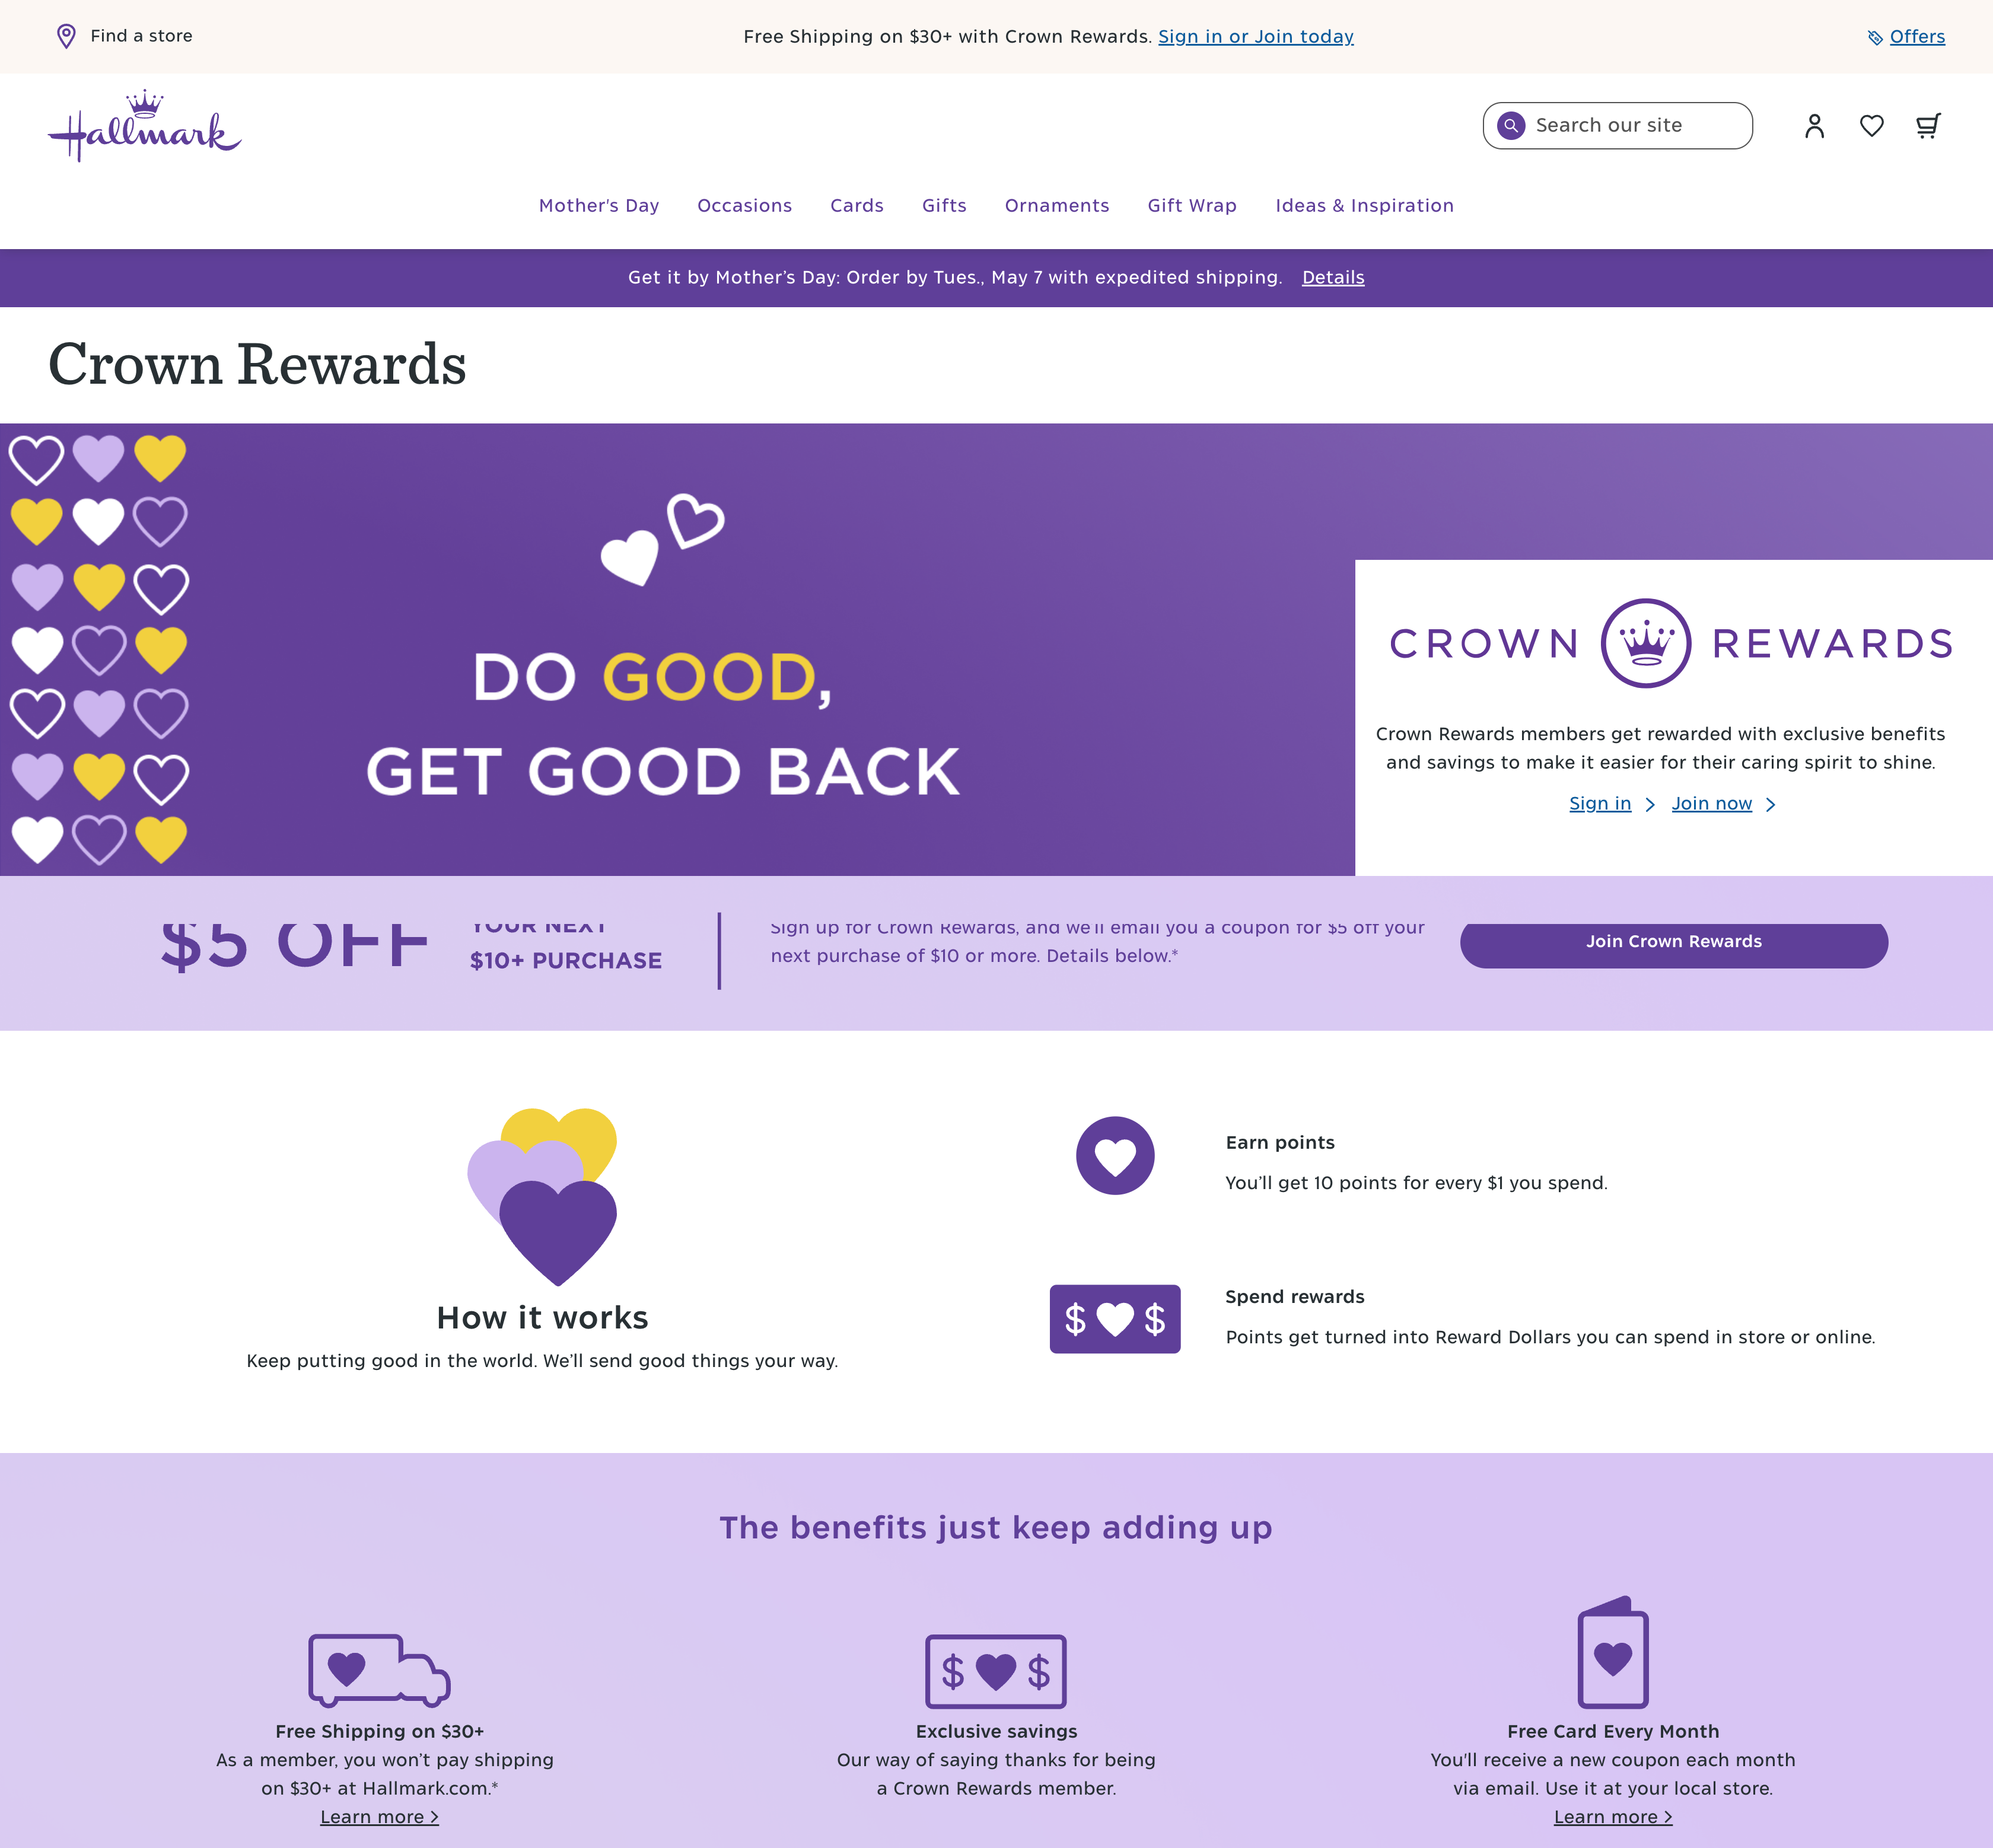 Find a store
Free Shipping on $30+ with Crown Rewards. Sign in or Join today
Offers
Hallmark
Search our site
Mother's Day Occasions Cards Gifts Ornaments Gift Wrap Ideas & Inspiration
Get it by Mother's Day: Order by Tues., May 7 with expedited shipping. Details
Crown Rewards
DO GOOD,
GET GOOD BACK
CROWN REWARDS
Crown Rewards members get rewarded with exclusive benefits
and savings to make it easier for their caring spirit to shine.
Sign in > Join now >
$5 OFF
YOUR NEXT
$10+ PURCHASE
Sign up for Crown Rewards, and we'll email you a coupon for $5 off your
next purchase of $10 or more. Details below.*
Join Crown Rewards
How it works
Keep putting good in the world. We'll send good things your way.
Earn points
You'll get 10 points for every $1 you spend.
$ $
Spend rewards
Points get turned into Reward Dollars you can spend in store or online.
The benefits just keep adding up
Free Shipping on $30+
As a member, you won't pay shipping
on $30+ at Hallmark.com.*
Learn more >
$ $
Exclusive savings
Our way of saying thanks for being
a Crown Rewards member.
Free Card Every Month
You'll receive a new coupon each month
via email. Use it at your local store.
Learn more >